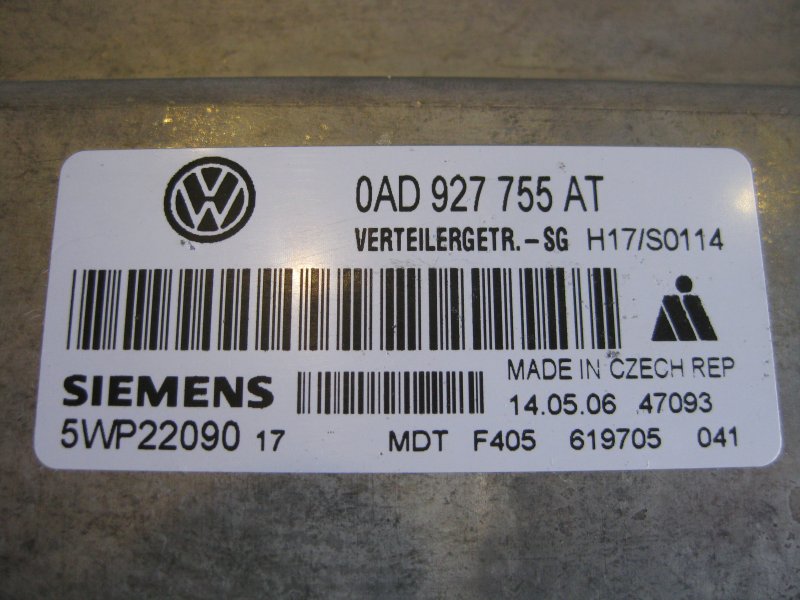 0AD 927 755 AT
VERTEILERGETR.-SG H17/S0114
MADE IN CZECH REP
SIEMENS
14.05.06 47093
5WP22090 17 MDT F405 619705 041